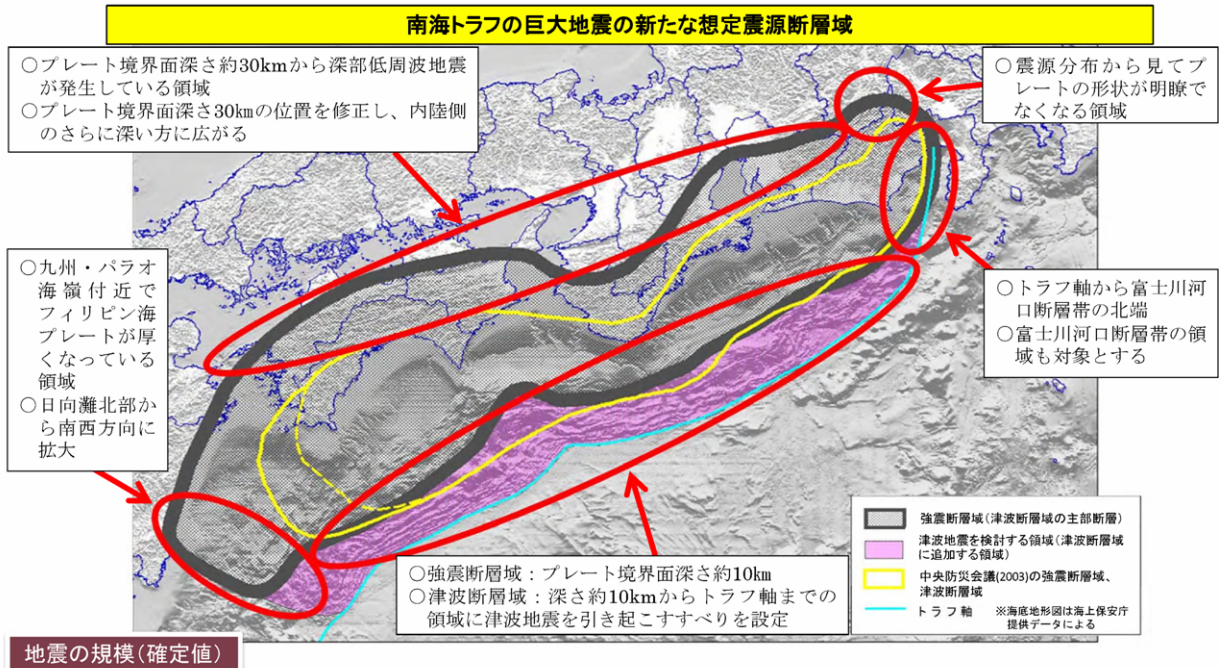 南海トラフの巨大地震の新たな想定震源断層域
○プレート境界面深さ約30kmから深部低周波地震
が発生している領域
○プレート境界面深さ30kmの位置を修正し、内陸側
のさらに深い方に広がる
○震源分布から見てプ
レートの形状が明瞭で
なくなる領域
○九州・パラオ
海嶺付近で
フィリピン海
プレートが厚
くなっている
領域
○日向灘北部か
ら南西方向に
拡大
○トラフ軸から富士川河
口断層帯の北端
○富士川河口断層帯の領
域も対象とする
○強震断層域：プレート境界面深さ約10km
○津波断層域：深さ約10kmからトラフ軸までの
領域に津波地震を引き起こすすべりを設定
強震断層域(津波断層域の主部断層)
津波地震を検討する領域(津波断層域
に追加する領域)
中央防災会議(2003)の強震断層域、
津波断層域
トラフ軸 ※海底地形図は海上保安庁
提供データによる
地震の規模(確定値)